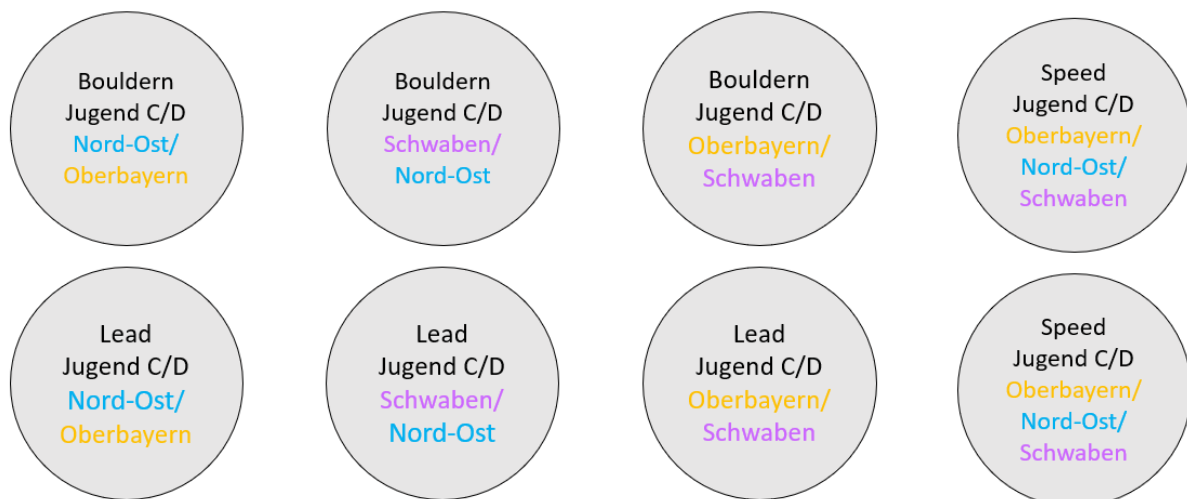 Bouldern
Jugend C/D
Nord-Ost/
Oberbayern
Bouldern
Jugend C/D
Schwaben/
Nord-Ost
Bouldern
Jugend C/D
Oberbayern/
Schwaben
Speed
Jugend C/D
Oberbayern/
Nord-Ost/
Schwaben
Lead
Jugend C/D
Nord-Ost/
Oberbayern
Lead
Jugend C/D
Schwaben/
Nord-Ost
Lead
Jugend C/D
Oberbayern/
Schwaben
Speed
Jugend C/D
Oberbayern/
Nord-Ost/
Schwaben